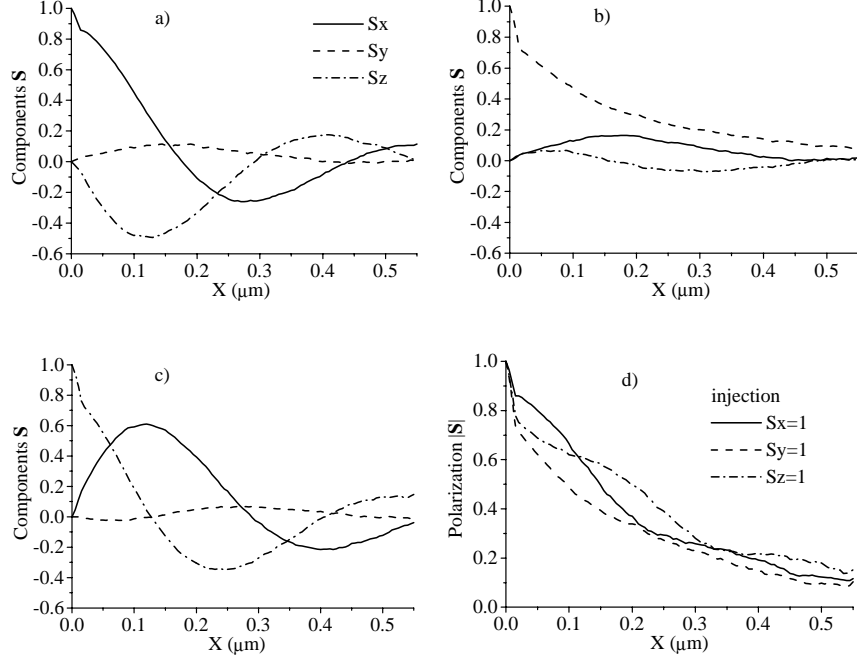 a)
Sx
Sy
Sz
Components S
1.0
0.8
0.6
0.4
0.2
0.0
-0.2
-0.4
-0.6
0.0 0.1 0.2 0.3 0.4 0.5
X (μm)
b)
Components S
1.0
0.8
0.6
0.4
0.2
0.0
-0.2
-0.4
-0.6
0.0 0.1 0.2 0.3 0.4 0.5
X (μm)
c)
Components S
1.0
0.8
0.6
0.4
0.2
0.0
-0.2
-0.4
-0.6
0.0 0.1 0.2 0.3 0.4 0.5
X (μm)
d)
injection
Sx=1
Sy=1
Sz=1
Polarization |S|
1.0
0.8
0.6
0.4
0.2
0.0
0.0 0.1 0.2 0.3 0.4 0.5
X (μm)